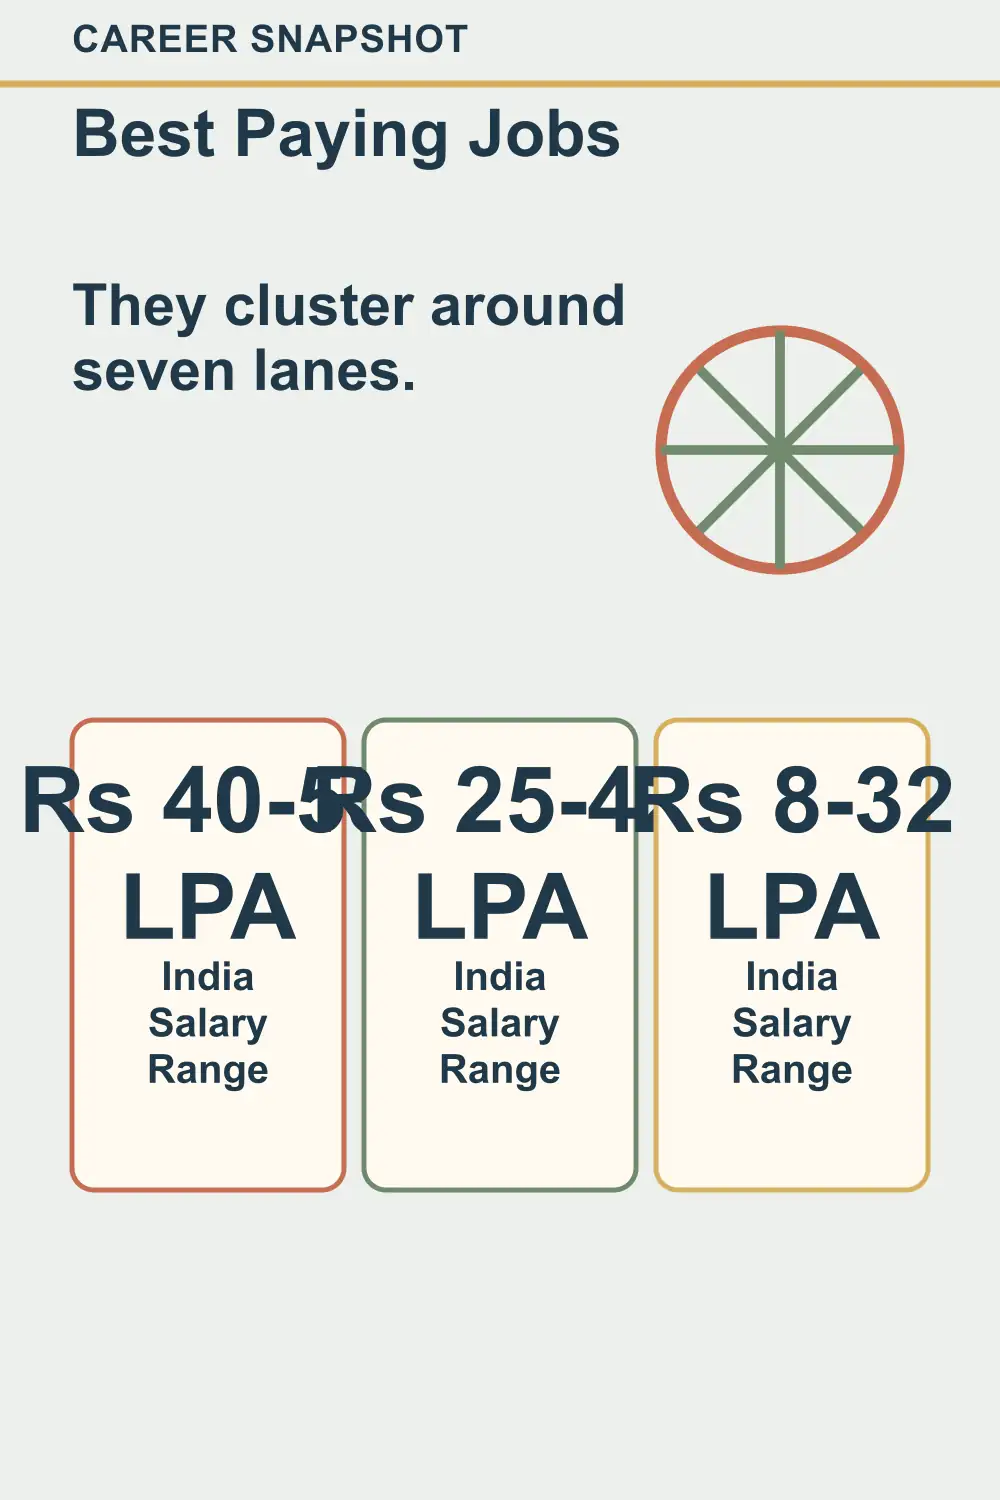 CAREER SNAPSHOT
Best Paying Jobs
They cluster around
seven lanes.
Rs 40-5
LPA
India
Salary
Range
Rs 25-4
LPA
India
Salary
Range
Rs 8-32
LPA
India
Salary
Range